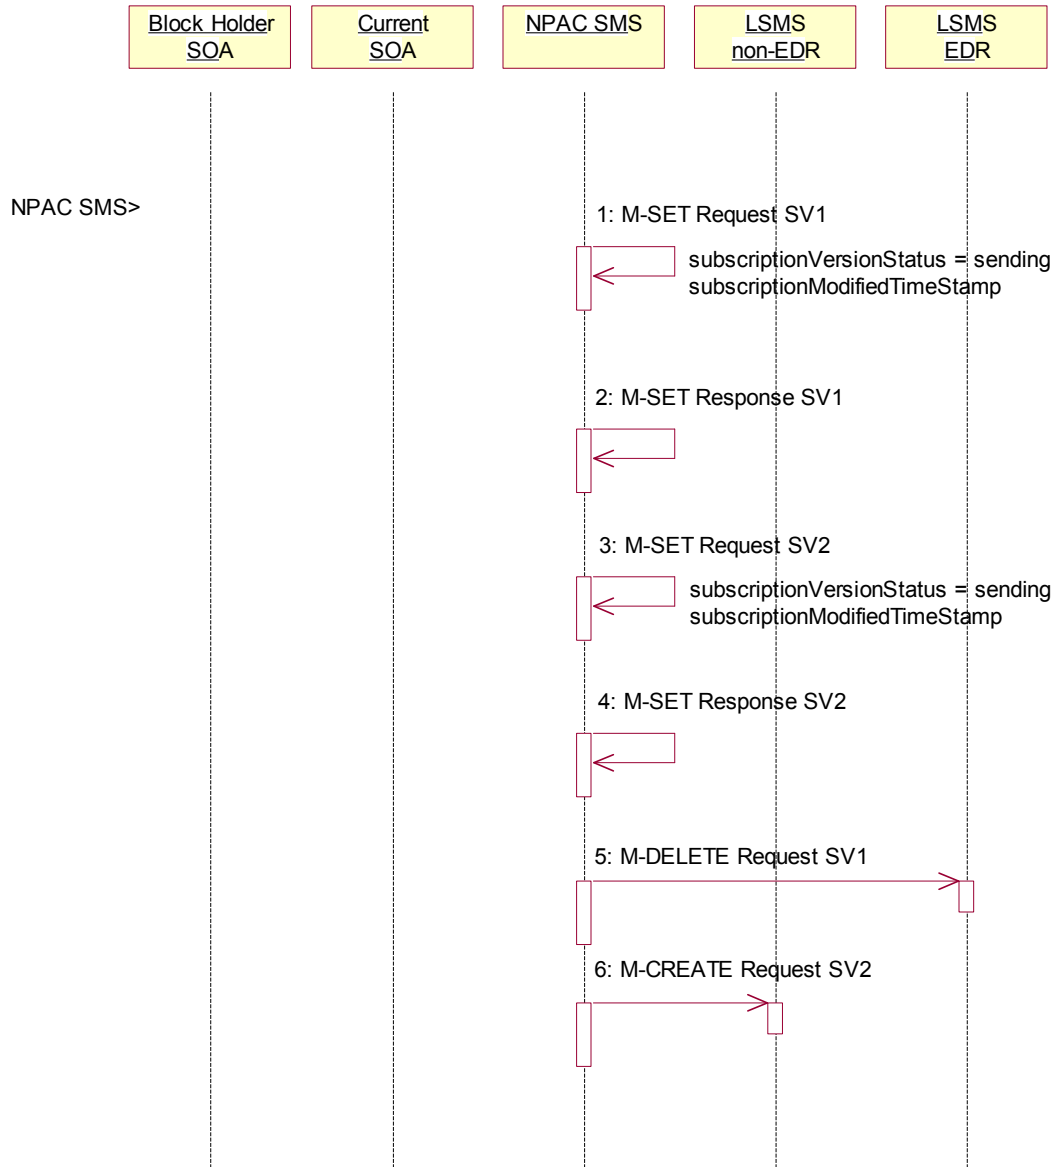 Block Holder
SOA
Current
SOA
NPAC SMS
LSMS
non-EDR
LSMS
EDR
NPAC SMS>
1: M-SET Request SV1
subscriptionVersionStatus = sending
subscriptionModifiedTimeStamp
2: M-SET Response SV1
3: M-SET Request SV2
subscriptionVersionStatus = sending
subscriptionModifiedTimeStamp
4: M-SET Response SV2
5: M-DELETE Request SV1
6: M-CREATE Request SV2